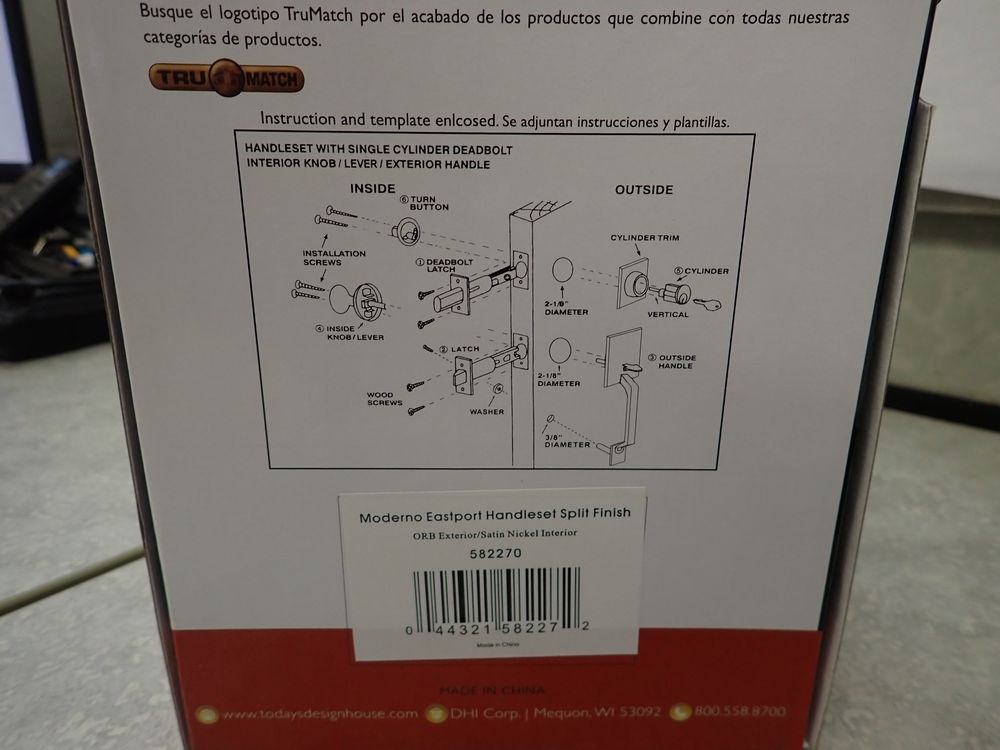 Busque el logotipo TruMatch por el acabado de los productos que combine con todas nuestras
categorías de productos.
TRU MATCH
Instruction and template enlcosed. Se adjuntan instrucciones y plantillas.
HANDLESET WITH SINGLE CYLINDER DEADBOLT
INTERIOR KNOB / LEVER / EXTERIOR HANDLE
INSIDE
OUTSIDE
⑥ TURN
BUTTON
INSTALLATION
SCREWS
① DEADBOLT
LATCH
④ INSIDE
KNOB/LEVER
② LATCH
WOOD
SCREWS
WASHER
CYLINDER TRIM
⑤ CYLINDER
VERTICAL
2-1/8"
DIAMETER
③ OUTSIDE
HANDLE
2-1/8"
DIAMETER
3/8"
DIAMETER
Moderno Eastport Handleset Split Finish
ORB Exterior/Satin Nickel Interior
582270
0 44321 58227 2
Made in China
MADE IN CHINA
www.todaysdesignhouse.com DHI Corp. | Mequon, WI 53092 800.558.8700